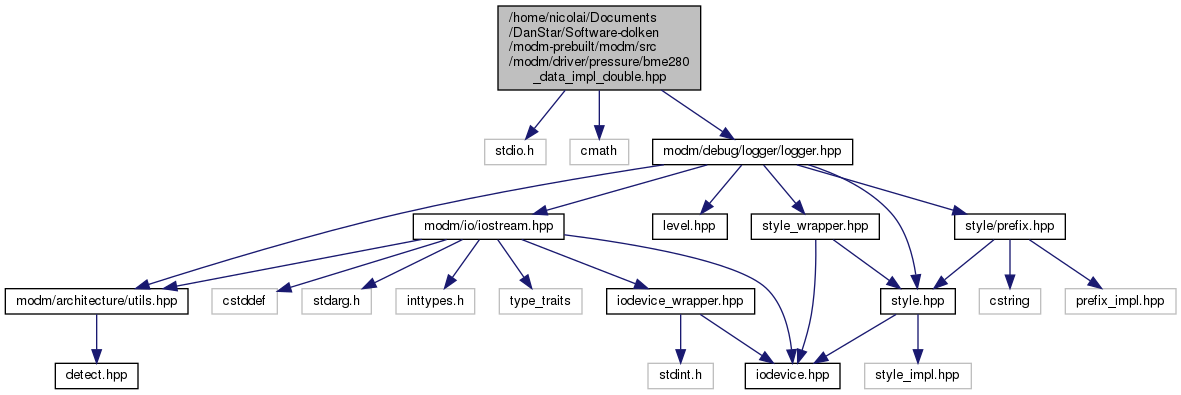 /home/nicolai/Documents
/DanStar/Software-dolken
/modm-prebuilt/modm/src
/modm/driver/pressure/bme280
_data_impl_double.hpp
stdio.h
cmath
modm/debug/logger/logger.hpp
modm/io/iostream.hpp
level.hpp
style_wrapper.hpp
style/prefix.hpp
modm/architecture/utils.hpp
cstddef
stdarg.h
inttypes.h
type_traits
iodevice_wrapper.hpp
style.hpp
cstring
prefix_impl.hpp
detect.hpp
stdint.h
iodevice.hpp
style_impl.hpp